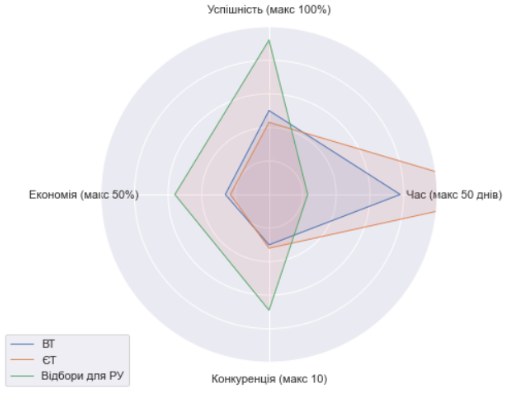 Успішність (макс 100%)
Економія (макс 50%)
Час (макс 50 днів)
ВТ
ЄТ
Відбори для РУ
Конкуренція (макс 10)